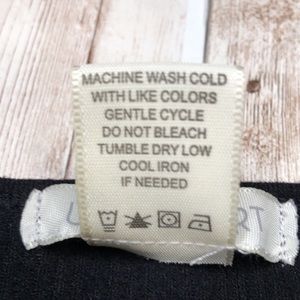 MACHINE WASH COLD
WITH LIKE COLORS
GENTLE CYCLE
DO NOT BLEACH
TUMBLE DRY LOW
COOL IRON
IF NEEDED